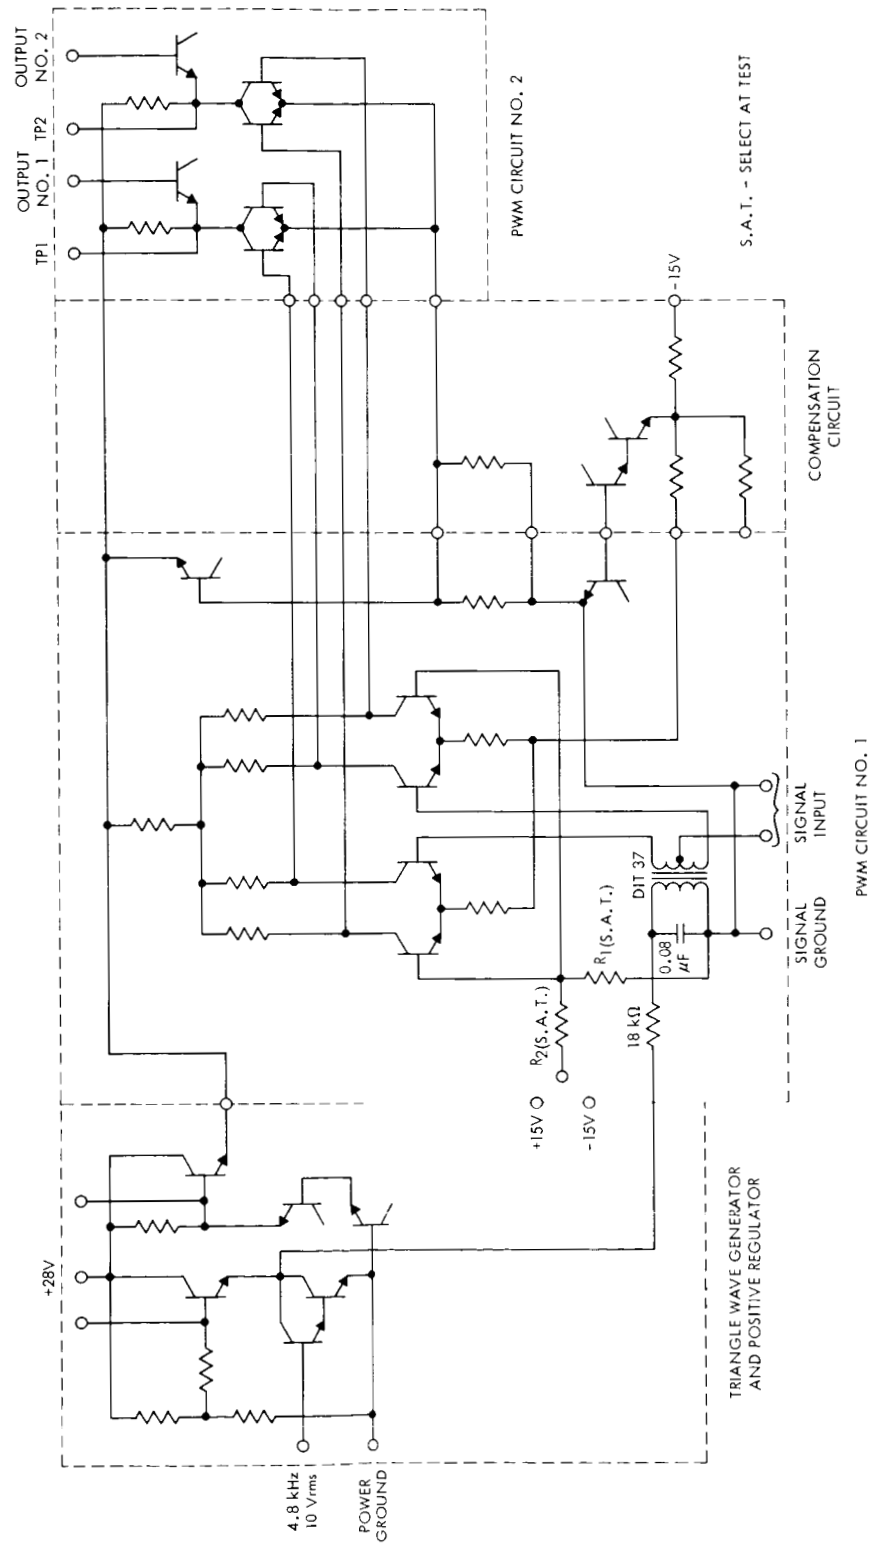 OUTPUT
NO. 2
TP2
OUTPUT
NO. 1
TP1
PWM CIRCUIT NO. 2
S.A.T. - SELECT AT TEST
-15V
COMPENSATION
CIRCUIT
DIT 37
SIGNAL
INPUT
SIGNAL
GROUND
0.08
μF
R1(S.A.T.)
R2(S.A.T.)
18 kΩ
+15V
-15V
PWM CIRCUIT NO. 1
+28V
4.8 kHz
10 Vrms
POWER
GROUND
TRIANGLE WAVE GENERATOR
AND POSITIVE REGULATOR